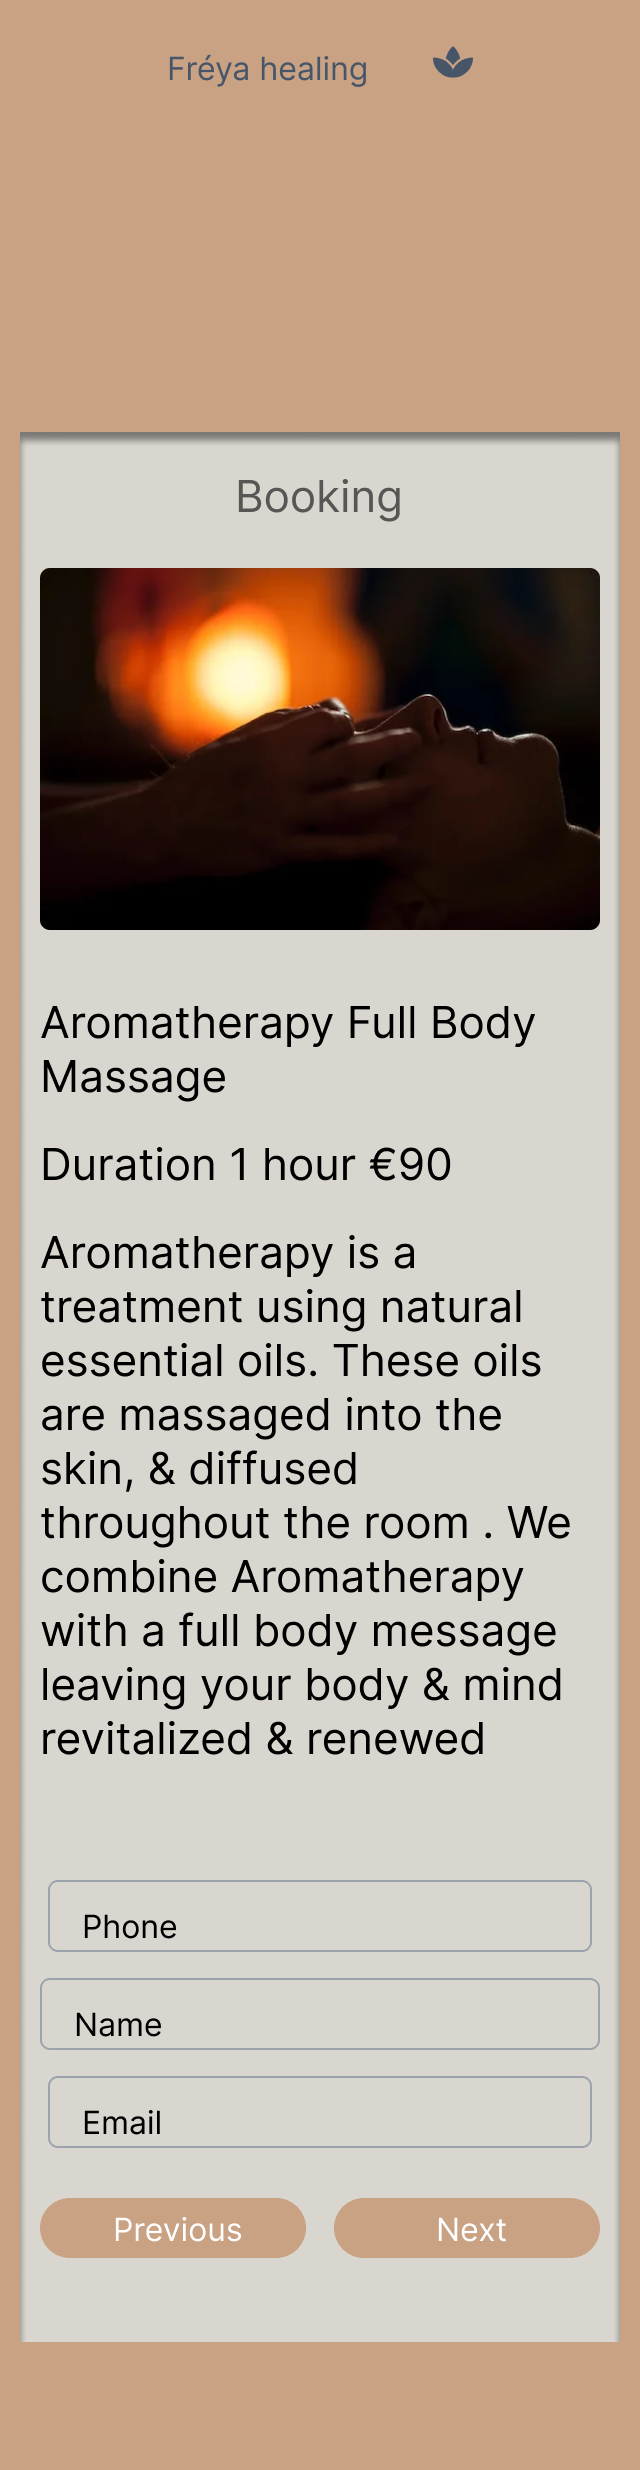 Fréya healing
Booking
Aromatherapy Full Body
Massage
Duration 1 hour €90
Aromatherapy is a
treatment using natural
essential oils. These oils
are massaged into the
skin, & diffused
throughout the room . We
combine Aromatherapy
with a full body message
leaving your body & mind
revitalized & renewed
Phone
Name
Email
Previous Next